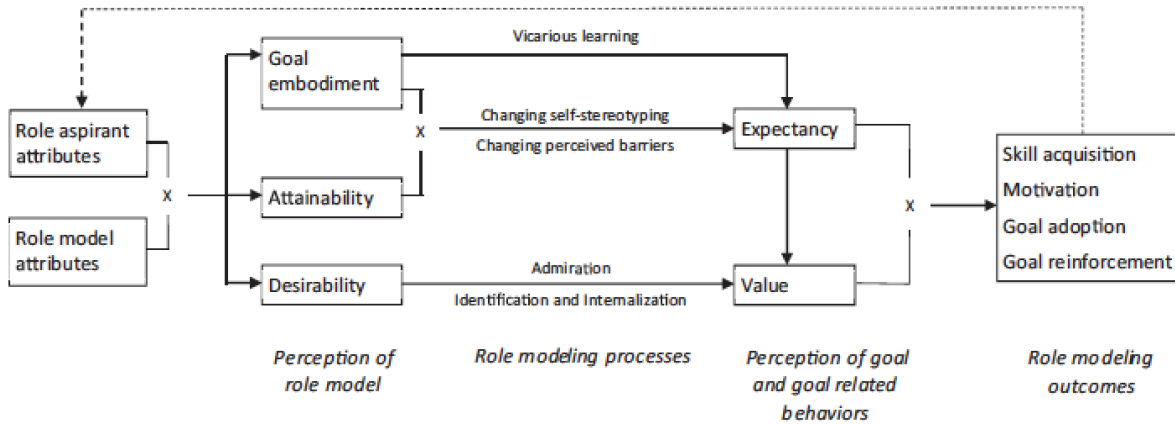 Vicarious learning
Goal
embodiment
Role aspirant
attributes
X
Changing self-stereotyping
Changing perceived barriers
Expectancy
X
Attainability
Role model
attributes
X
X
Skill acquisition
Motivation
Goal adoption
Goal reinforcement
Desirability
Admiration
Identification and Internalization
Value
Perception of
role model
Role modeling processes
Perception of goal
and goal related
behaviors
Role modeling
outcomes